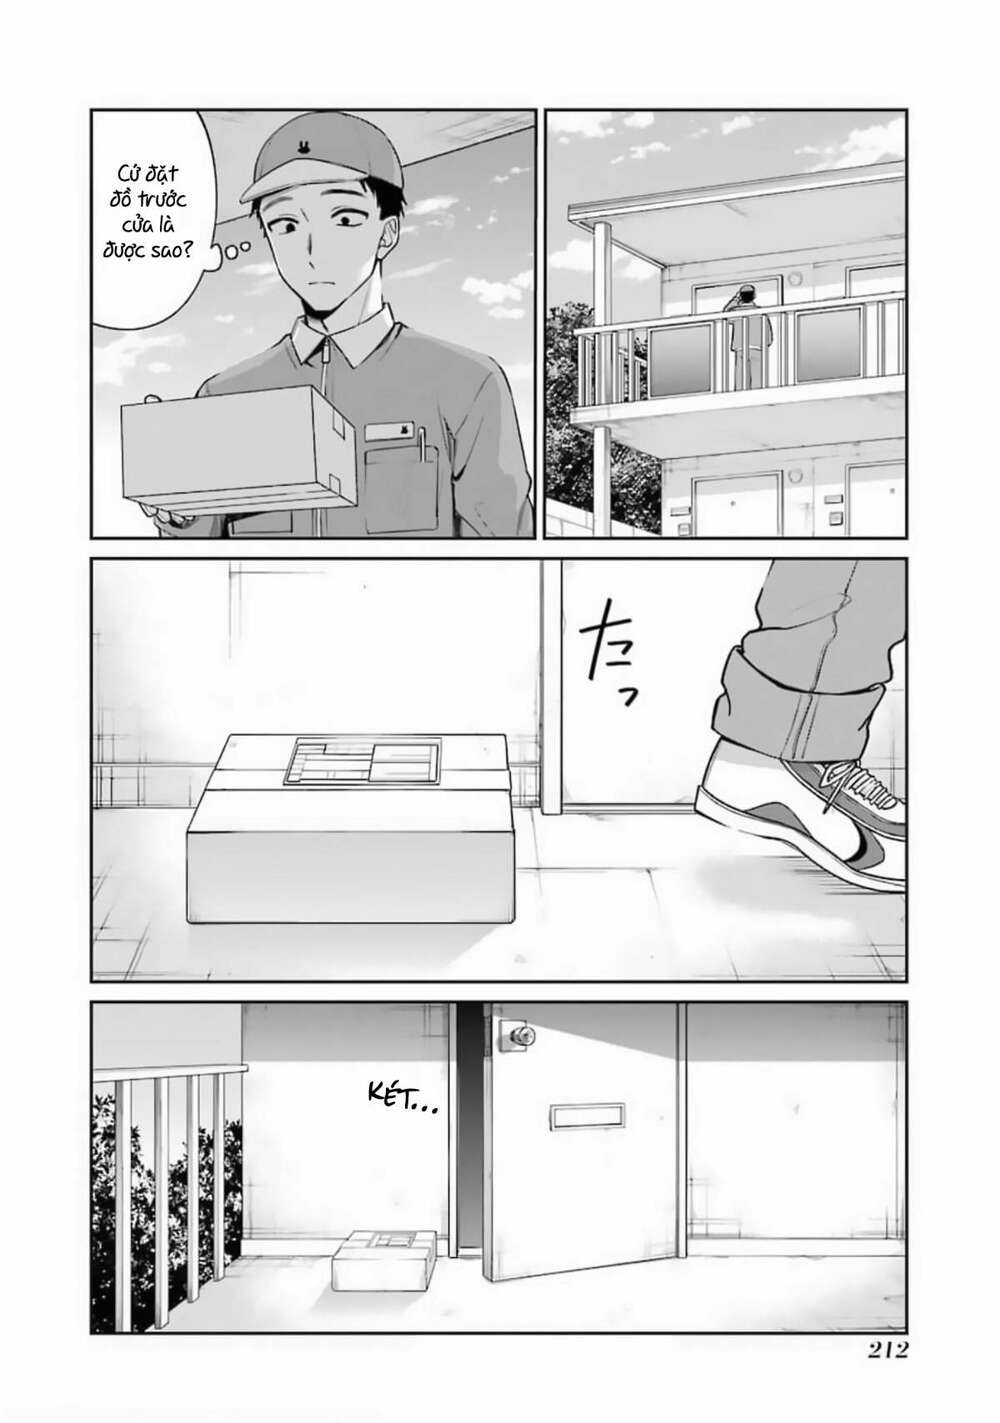 Cứ đặt
đồ trước
cửa là
được sao?
たっ
KÉT...
212